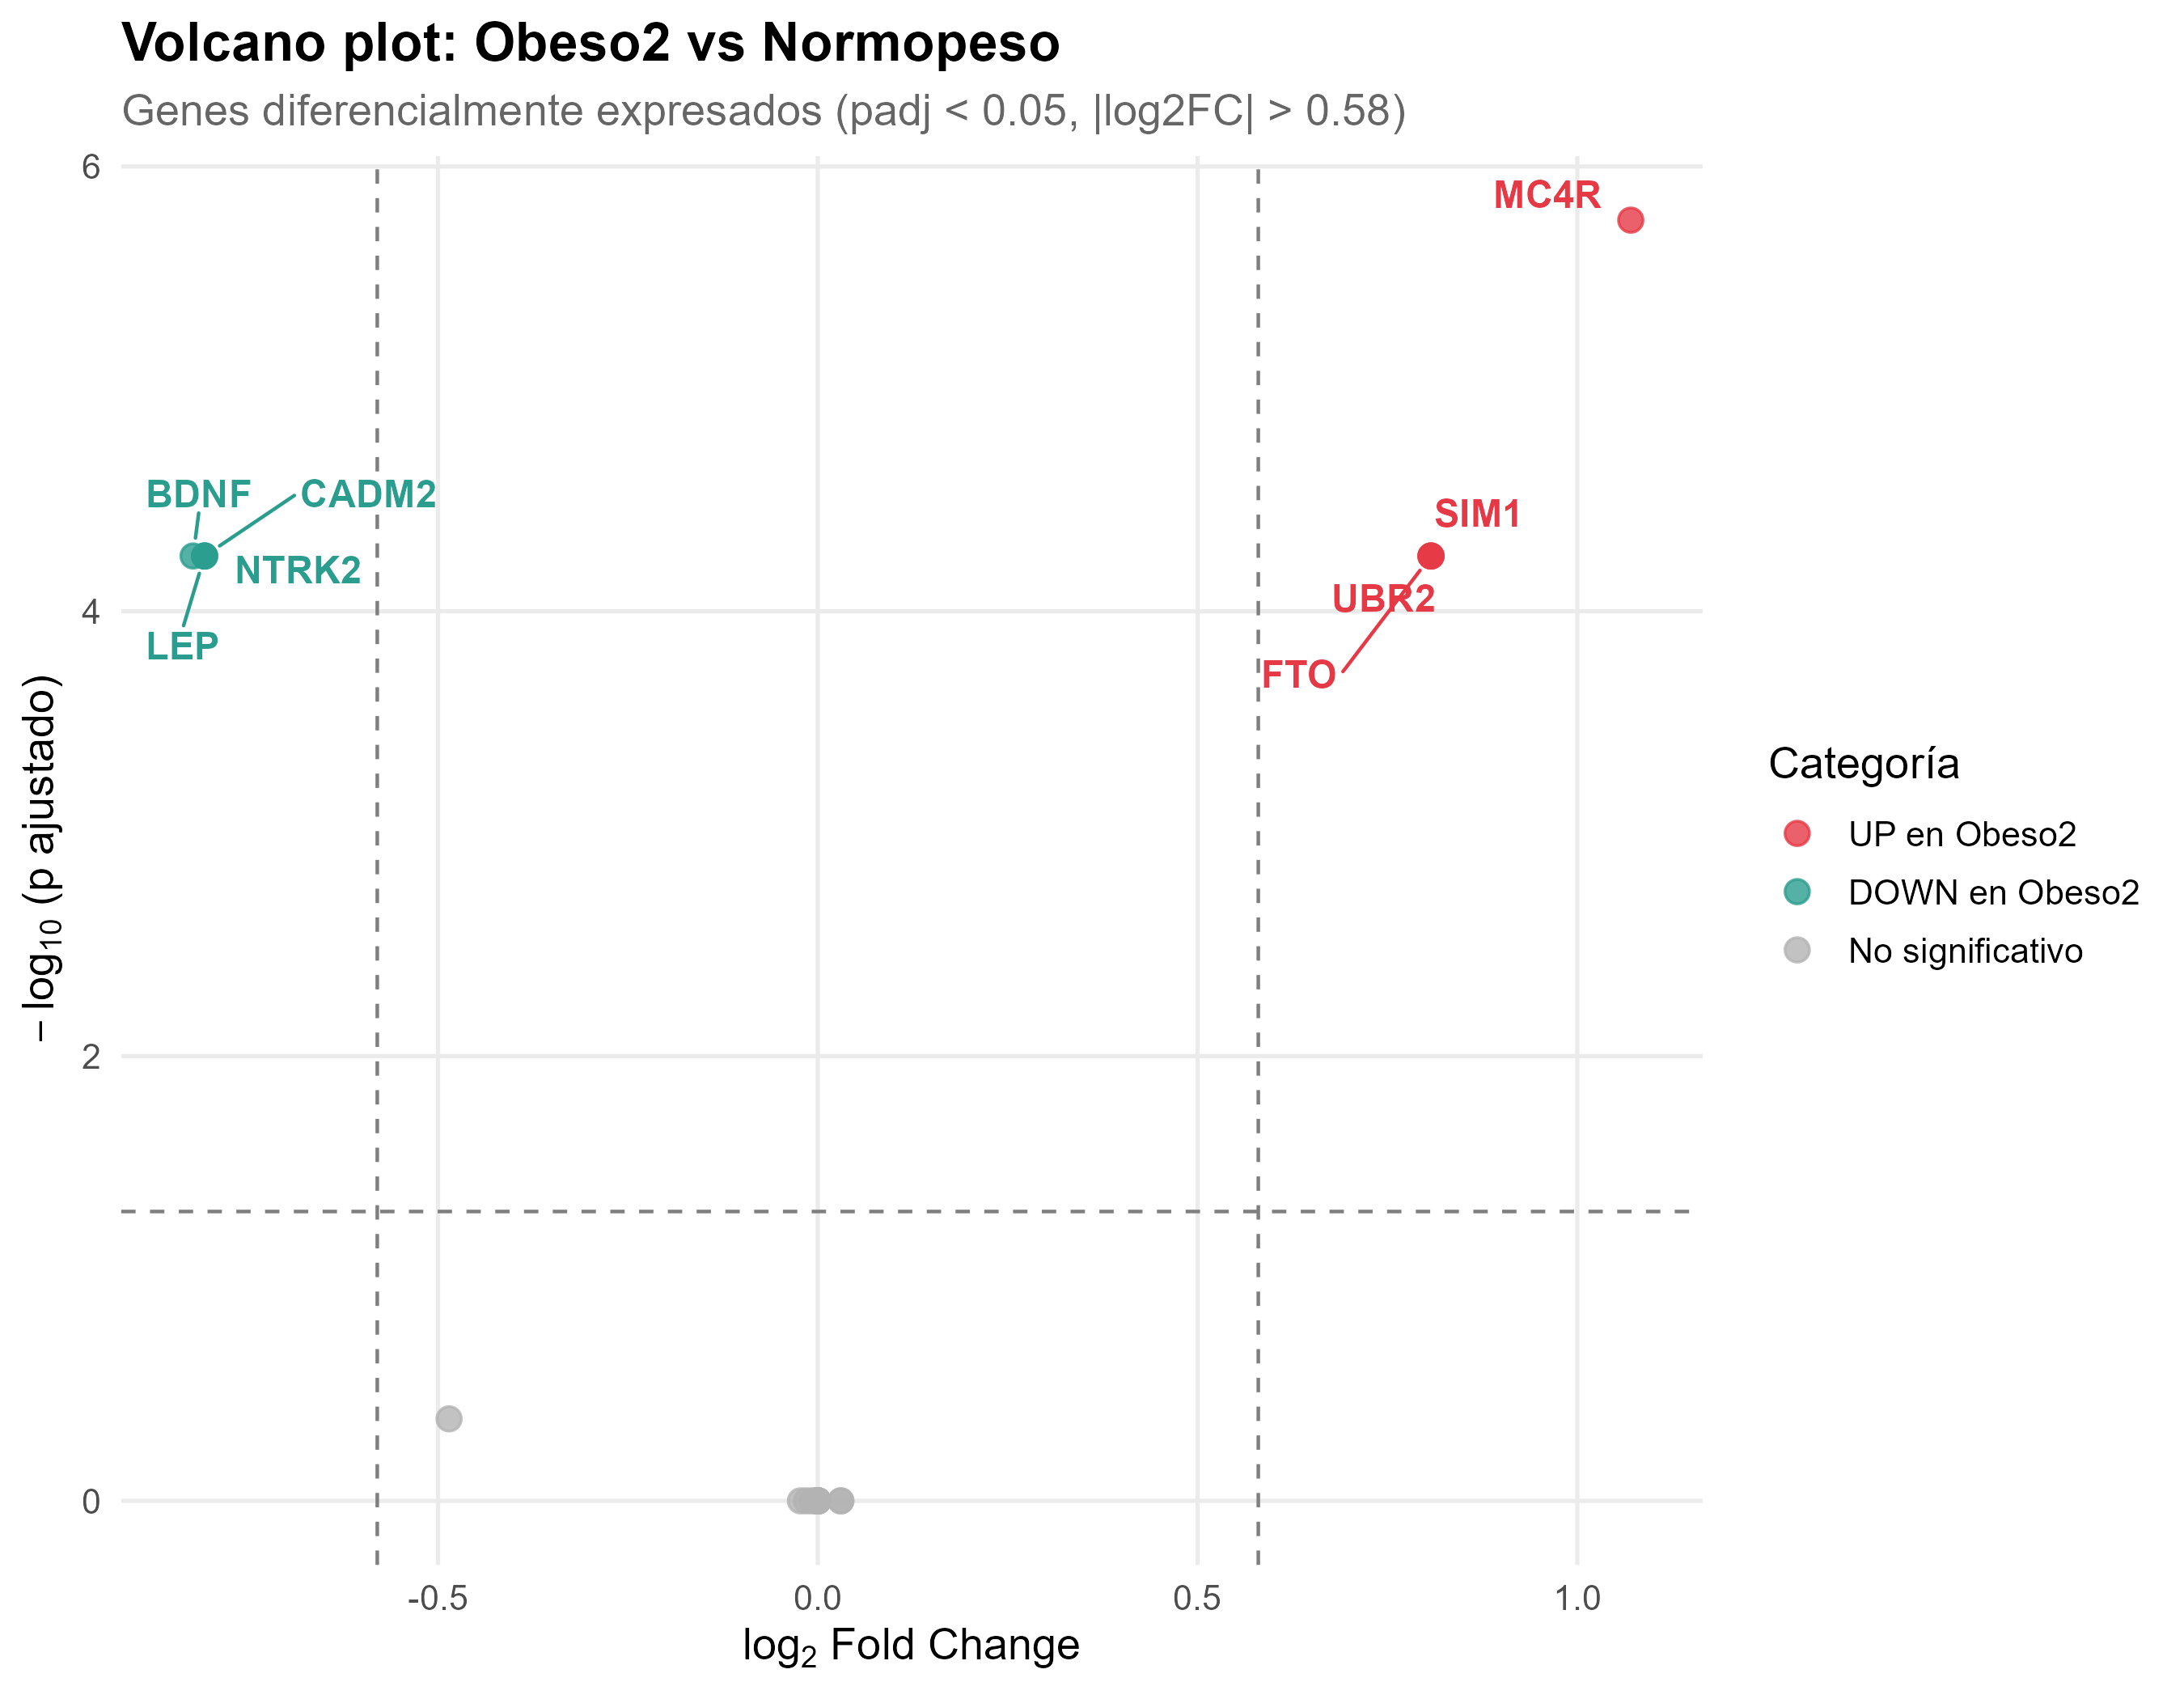 Volcano plot: Obeso2 vs Normopeso
Genes diferencialmente expresados (padj < 0.05, |log2FC| > 0.58)
6
4
2
0
− log10 (p ajustado)
MC4R
BDNF
CADM2
SIM1
NTRK2
UBR2
LEP
FTO
Categoría
UP en Obeso2
DOWN en Obeso2
No significativo
-0.5
0.0
0.5
1.0
log2 Fold Change